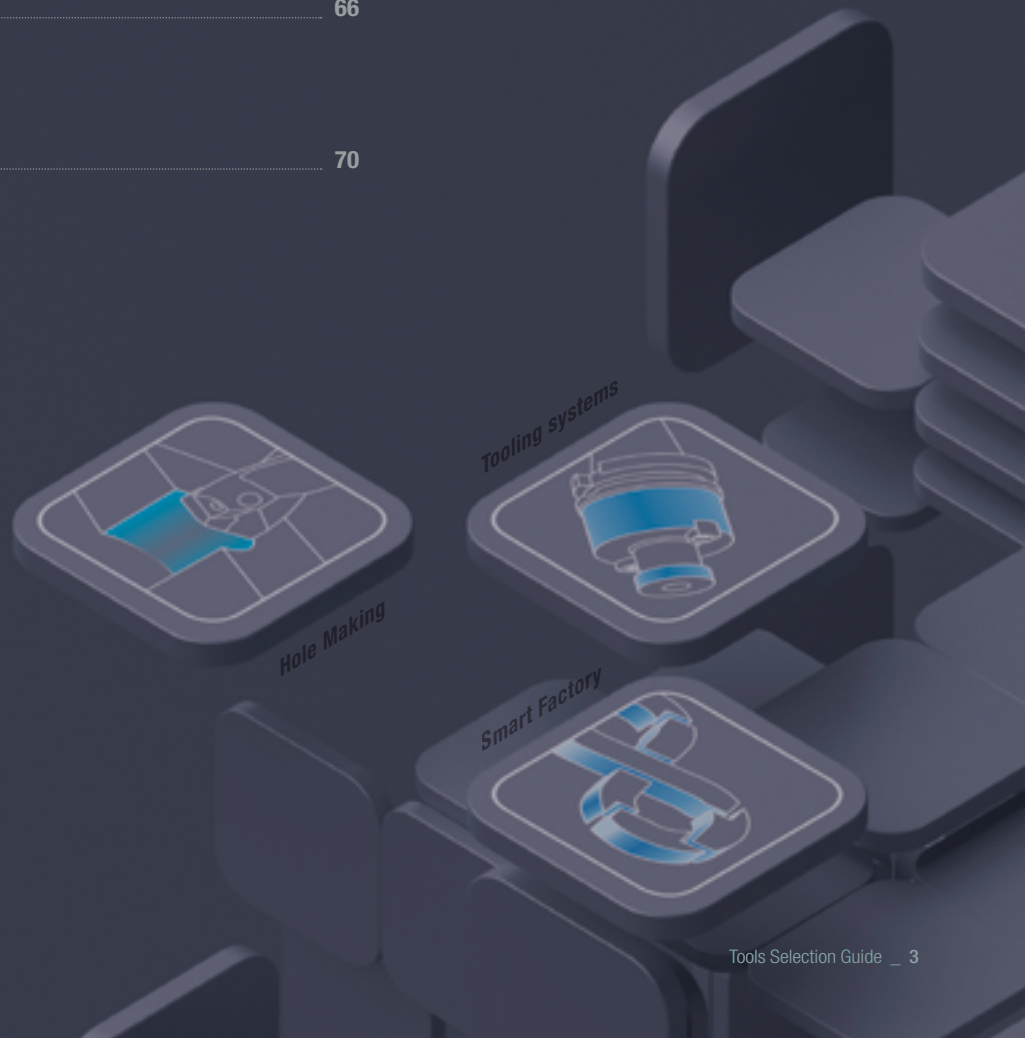 66
70
Tooling systems
Hole Making
Smart Factory
Tools Selection Guide _ 3